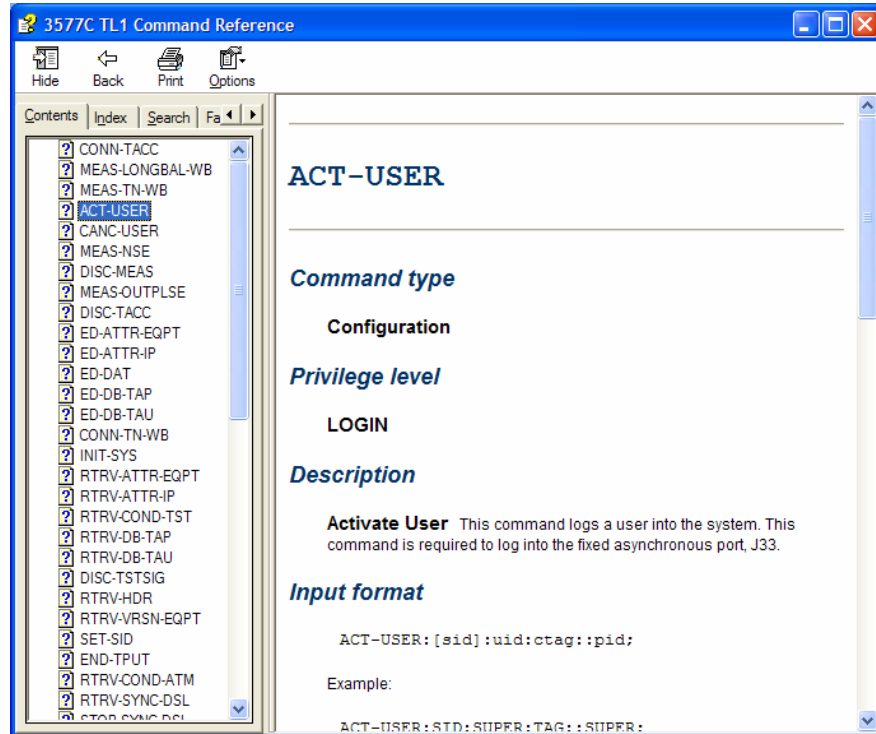 3577C TL1 Command Reference
Hide Back Print Options
Contents Index Search Fa
CONN-TACC
MEAS-LONGBAL-WB
MEAS-TN-WB
ACT-USER
CANC-USER
MEAS-NSE
DISC-MEAS
MEAS-OUTPLSE
DISC-TACC
ED-ATTR-EQPT
ED-ATTR-IP
ED-DAT
ED-DB-TAP
ED-DB-TAU
CONN-TN-WB
INIT-SYS
RTRV-ATTR-EQPT
RTRV-ATTR-IP
RTRV-COND-TST
RTRV-DB-TAP
RTRV-DB-TAU
DISC-TSTSIG
RTRV-HDR
RTRV-VRSN-EQPT
SET-SID
END-TPUT
RTRV-COND-ATM
RTRV-SYNC-DSL
STOP-SYNC-DSL
ACT-USER
Command type
Configuration
Privilege level
LOGIN
Description
Activate User This command logs a user into the system. This
command is required to log into the fixed asynchronous port, J33.
Input format
ACT-USER:[sid]:uid:ctag::pid;
Example:
ACT-USER:SID:SUPER:TAG::SUPER;